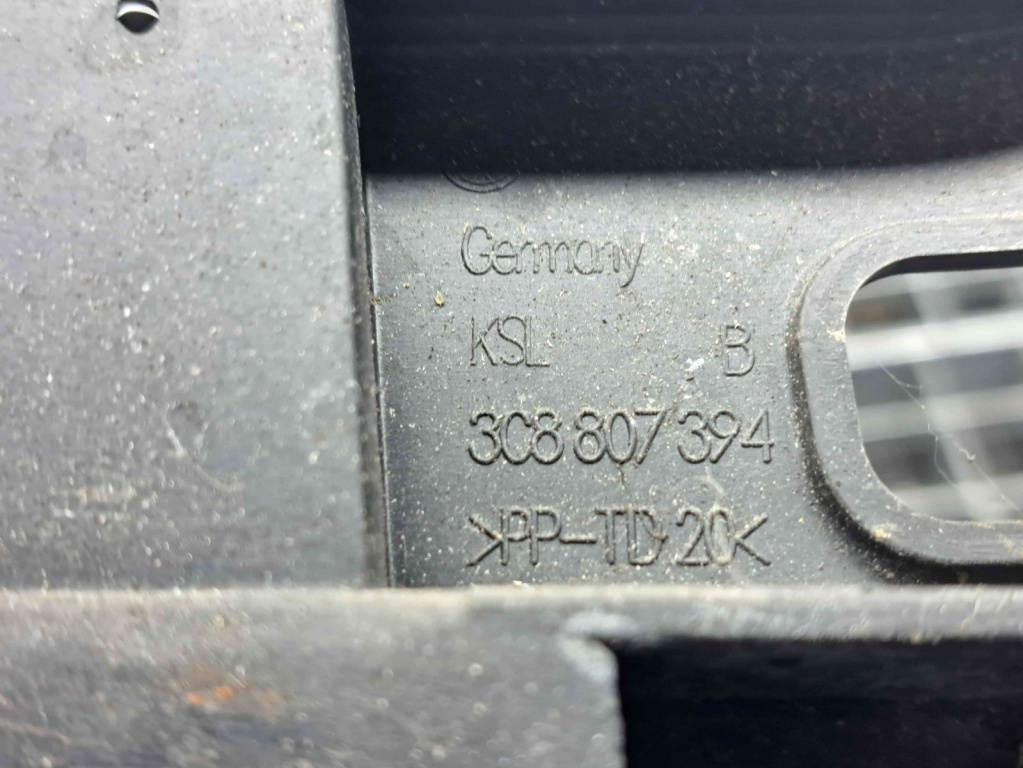 Germany
KSL B
3C8 807 394
>PP-TD20<